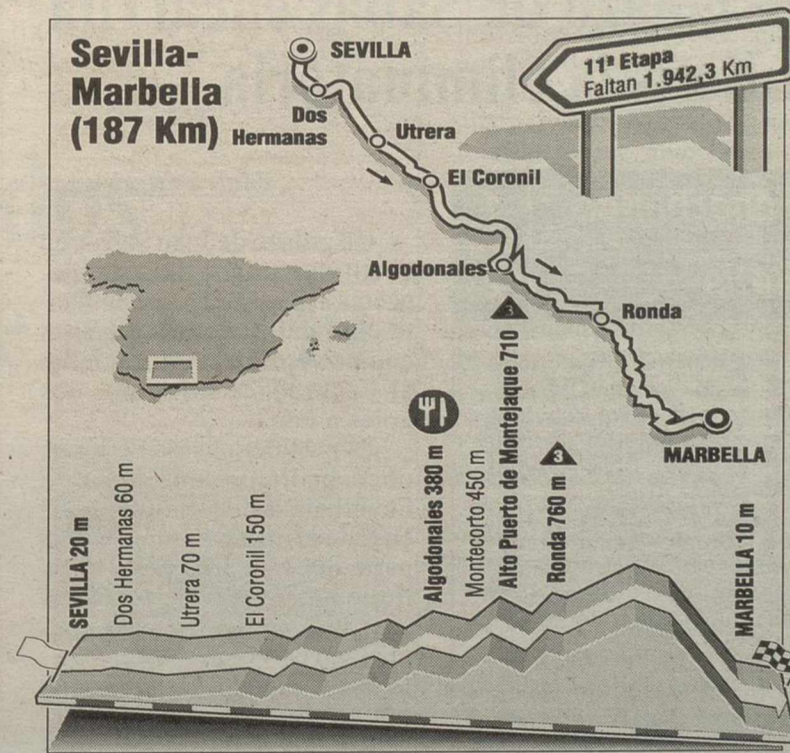 Sevilla-
Marbella
(187 Km)
11ª Etapa
Faltan 1.942,3 Km
SEVILLA
Dos
Hermanas
Utrera
El Coronil
Algodonales
Ronda
MARBELLA
SEVILLA 20 m
Dos Hermanas 60 m
Utrera 70 m
El Coronil 150 m
Algodonales 380 m
Montecorto 450 m
3
Alto Puerto de Montejaque 710
3
Ronda 760 m
MARBELLA 10 m